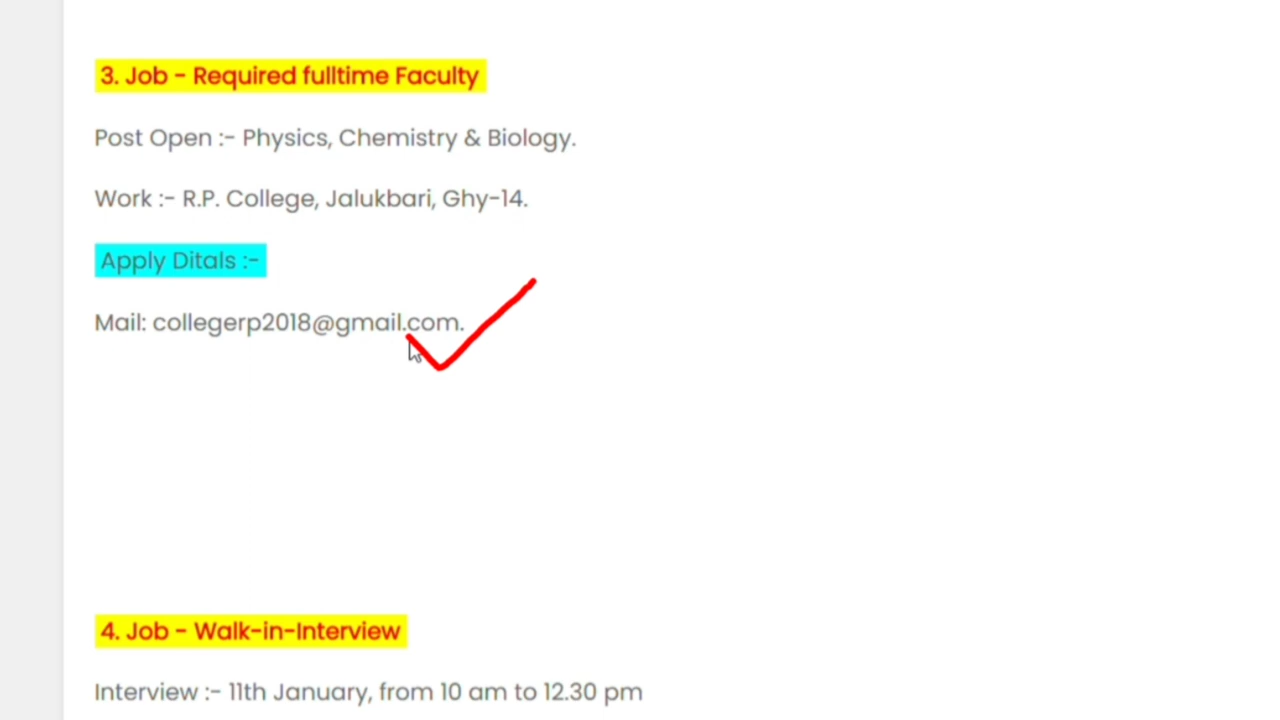 3. Job - Required fulltime Faculty
Post Open :- Physics, Chemistry & Biology.
Work :- R.P. College, Jalukbari, Ghy-14.
Apply Ditals :-
Mail: collegerp2018@gmail.com.
4. Job - Walk-in-Interview
Interview :- 11th January, from 10 am to 12.30 pm